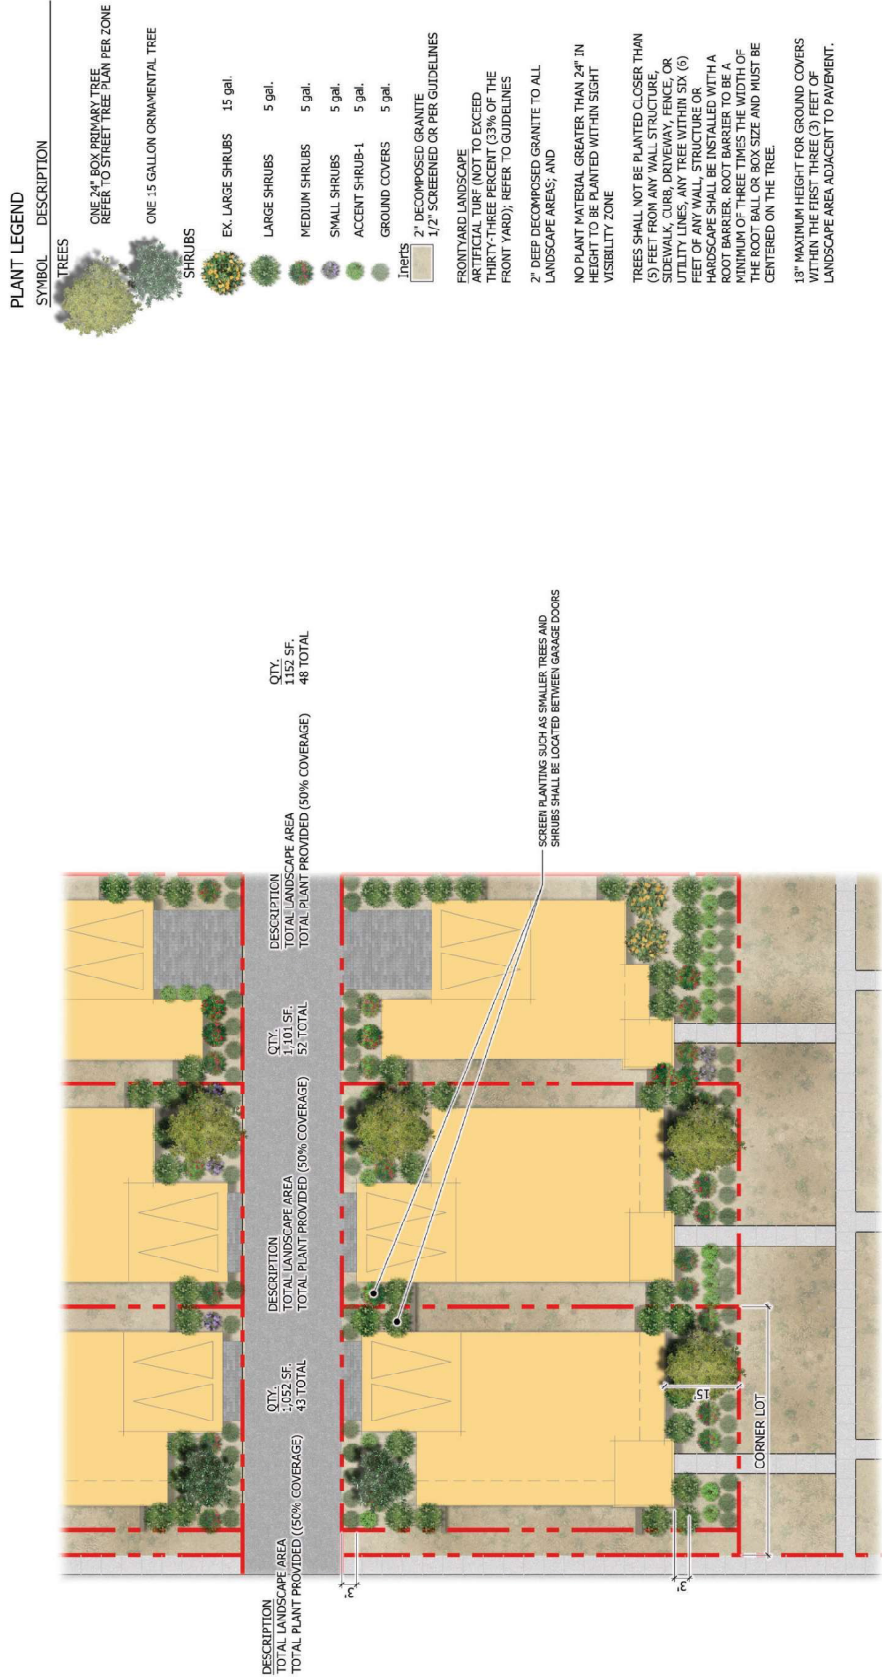 PLANT LEGEND
SYMBOL DESCRIPTION
TREES
ONE 24" BOX PRIMARY TREE
REFER TO STREET TREE PLAN PER ZONE
ONE 15 GALLON ORNAMENTAL TREE
SHRUBS
EX. LARGE SHRUBS 15 gal.
LARGE SHRUBS 5 gal.
MEDIUM SHRUBS 5 gal.
SMALL SHRUBS 5 gal.
ACCENT SHRUB-1 5 gal.
GROUND COVERS 5 gal.
Inerts
2" DECOMPOSED GRANITE
1/2" SCREEENED OR PER GUIDELINES
FRONTYARD LANDSCAPE
ARTIFICIAL TURF (NOT TO EXCEED
THIRTY-THREE PERCENT (33% OF THE
FRONT YARD); REFER TO GUIDELINES
2" DEEP DECOMPOSED GRANITE TO ALL
LANDSCAPE AREAS; AND
NO PLANT MATERIAL GREATER THAN 24" IN
HEIGHT TO BE PLANTED WITHIN SIGHT
VISIBILITY ZONE
TREES SHALL NOT BE PLANTED CLOSER THAN
(5) FEET FROM ANY WALL STRUCTURE,
SIDEWALK, CURB, DRIVEWAY, FENCE, OR
UTILITY LINES, ANY TREE WITHIN SIX (6)
FEET OF ANY WALL, STRUCTURE OR
HARDSCAPE SHALL BE INSTALLED WITH A
ROOT BARRIER. ROOT BARRIER TO BE A
MINIMUM OF THREE TIMES THE WIDTH OF
THE ROOT BALL OR BOX SIZE AND MUST BE
CENTERED ON THE TREE.
18" MAXIMUM HEIGHT FOR GROUND COVERS
WITHIN THE FIRST THREE (3) FEET OF
LANDSCAPE AREA ADJACENT TO PAVEMENT.
DESCRIPTION QTY.
TOTAL LANDSCAPE AREA 1,052 SF.
TOTAL PLANT PROVIDED ((50% COVERAGE) 43 TOTAL
DESCRIPTION QTY.
TOTAL LANDSCAPE AREA 1,101 SF.
TOTAL PLANT PROVIDED (50% COVERAGE) 52 TOTAL
DESCRIPTION QTY.
TOTAL LANDSCAPE AREA 1152 SF.
TOTAL PLANT PROVIDED (50% COVERAGE) 48 TOTAL
SCREEN PLANTING SUCH AS SMALLER TREES AND
SHRUBS SHALL BE LOCATED BETWEEN GARAGE DOORS
3'
15'
3'
CORNER LOT